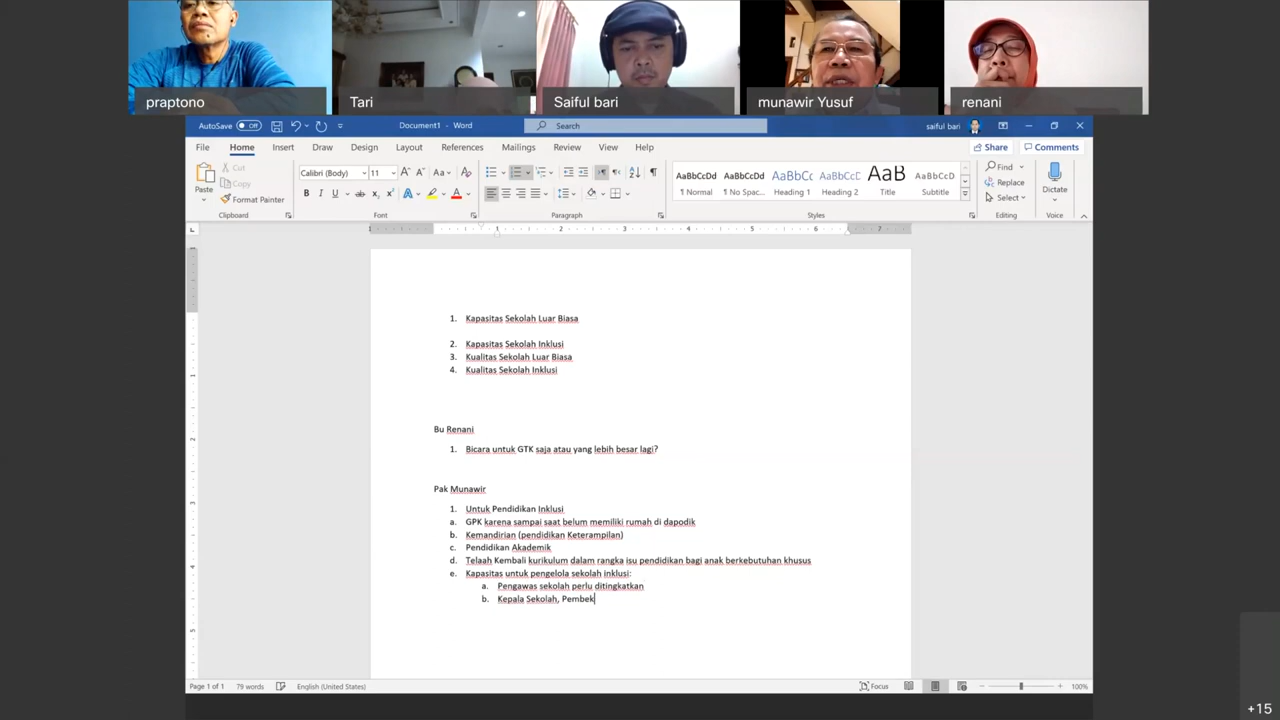 praptono
Tari
Saiful bari
munawir Yusuf
renani
AutoSave Off
Document1 - Word
Search
saiful bari
File Home Insert Draw Design Layout References Mailings Review View Help
Share Comments
Paste
Cut
Copy
Format Painter
Calibri (Body) 11
AaBbCcDd AaBbCcDd AaBbCc AaBbCcD AaB AaBbCcD
¶ Normal ¶ No Spac... Heading 1 Heading 2 Title Subtitle
Find
Replace
Select
Dictate
Clipboard Font Paragraph Styles Editing Voice
1. Kapasitas Sekolah Luar Biasa
2. Kapasitas Sekolah Inklusi
3. Kualitas Sekolah Luar Biasa
4. Kualitas Sekolah Inklusi
Bu Renani
1. Bicara untuk GTK saja atau yang lebih besar lagi?
Pak Munawir
1. Untuk Pendidikan Inklusi
a. GPK karena sampai saat belum memiliki rumah di dapodik
b. Kemandirian (pendidikan Keterampilan)
c. Pendidikan Akademik
d. Telaah Kembali kurikulum dalam rangka isu pendidikan bagi anak berkebutuhan khusus
e. Kapasitas untuk pengelola sekolah inklusi:
a. Pengawas sekolah perlu ditingkatkan
b. Kepala Sekolah, Pembek
Page 1 of 1 79 words English (United States)
Focus
100%
+15